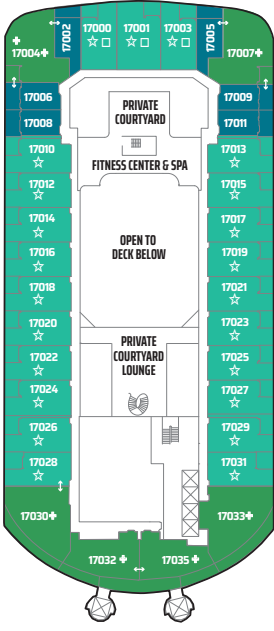 17002 17000 17001 17003 17005
17004 17007
17006 17009
PRIVATE
COURTYARD
17008 17011
17010 17013
FITNESS CENTER & SPA
17012 17015
17014 17017
OPEN TO
DECK BELOW
17016 17019
17018 17021
17020 17023
PRIVATE
COURTYARD
LOUNGE
17022 17025
17024 17027
17026 17029
17028 17031
17030 17033
17032 17035